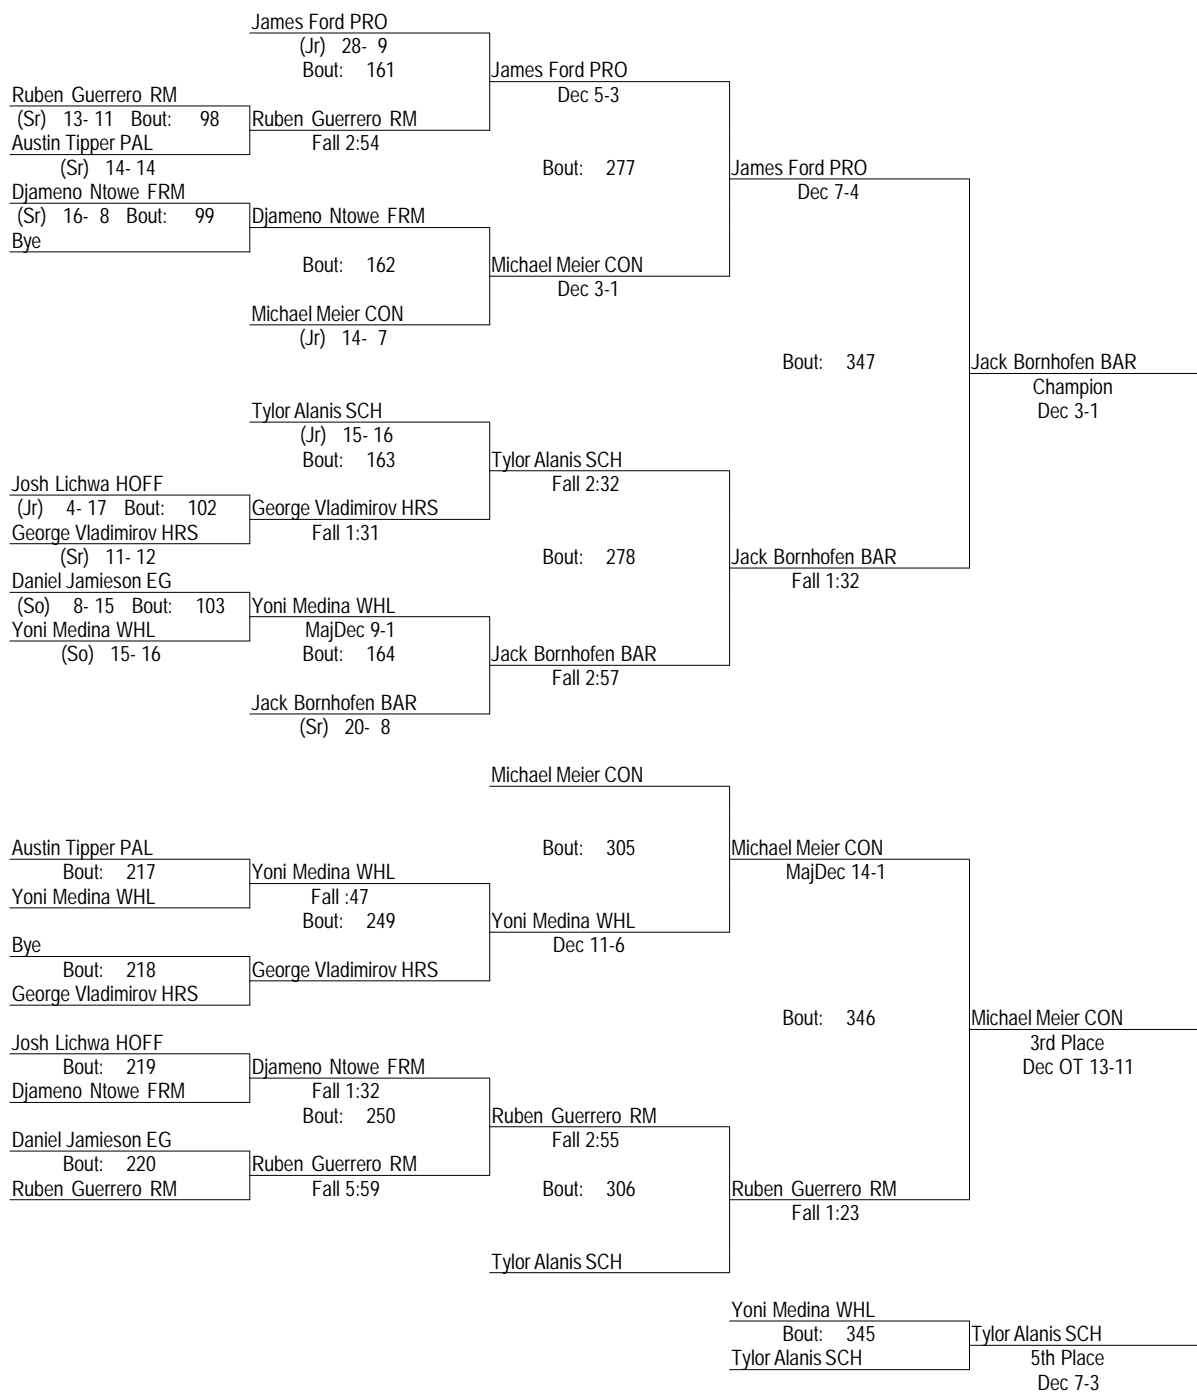 James Ford PRO
(Jr) 28- 9
Bout: 161
James Ford PRO
Dec 5-3
Ruben Guerrero RM
(Sr) 13- 11 Bout: 98
Ruben Guerrero RM
Fall 2:54
Austin Tipper PAL
(Sr) 14- 14
Bout: 277
James Ford PRO
Dec 7-4
Djameno Ntowe FRM
(Sr) 16- 8 Bout: 99
Djameno Ntowe FRM
Bye
Bout: 162
Michael Meier CON
Dec 3-1
Michael Meier CON
(Jr) 14- 7
Bout: 347
Jack Bornhofen BAR
Champion
Dec 3-1
Tylor Alanis SCH
(Jr) 15- 16
Bout: 163
Tylor Alanis SCH
Fall 2:32
Josh Lichwa HOFF
(Jr) 4- 17 Bout: 102
George Vladimirov HRS
Fall 1:31
George Vladimirov HRS
(Sr) 11- 12
Bout: 278
Jack Bornhofen BAR
Fall 1:32
Daniel Jamieson EG
(So) 8- 15 Bout: 103
Yoni Medina WHL
MajDec 9-1
Yoni Medina WHL
(So) 15- 16
Bout: 164
Jack Bornhofen BAR
Fall 2:57
Jack Bornhofen BAR
(Sr) 20- 8
Michael Meier CON
Austin Tipper PAL
Bout: 217
Yoni Medina WHL
Yoni Medina WHL
Fall :47
Bout: 305
Michael Meier CON
MajDec 14-1
Bout: 249
Yoni Medina WHL
Dec 11-6
Bye
Bout: 218
George Vladimirov HRS
George Vladimirov HRS
Bout: 346
Michael Meier CON
3rd Place
Dec OT 13-11
Josh Lichwa HOFF
Bout: 219
Djameno Ntowe FRM
Djameno Ntowe FRM
Fall 1:32
Bout: 250
Ruben Guerrero RM
Fall 2:55
Daniel Jamieson EG
Bout: 220
Ruben Guerrero RM
Ruben Guerrero RM
Fall 5:59
Bout: 306
Ruben Guerrero RM
Fall 1:23
Tylor Alanis SCH
Yoni Medina WHL
Bout: 345
Tylor Alanis SCH
Tylor Alanis SCH
5th Place
Dec 7-3